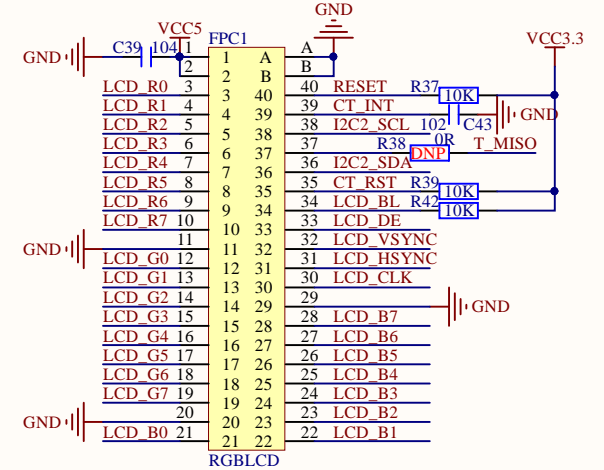 GND
VCC5
C39 104 1 FPC1 A
GND 1 A VCC3.3
2 2 B B
LCD_R0 3 3 40 40 RESET R37 10K
LCD_R1 4 4 39 39 CT_INT GND
LCD_R2 5 5 38 38 I2C2_SCL 102 C43
LCD_R3 6 6 37 37 R38 DNP 0R T_MISO
LCD_R4 7 7 36 36 I2C2_SDA
LCD_R5 8 8 35 35 CT_RST R39 10K
LCD_R6 9 9 34 34 LCD_BL R42 10K
LCD_R7 10 10 33 33 LCD_DE
GND 11 11 32 32 LCD_VSYNC
LCD_G0 12 12 31 31 LCD_HSYNC
LCD_G1 13 13 30 30 LCD_CLK
LCD_G2 14 14 29 29 GND
LCD_G3 15 15 28 28 LCD_B7
LCD_G4 16 16 27 27 LCD_B6
LCD_G5 17 17 26 26 LCD_B5
LCD_G6 18 18 25 25 LCD_B4
LCD_G7 19 19 24 24 LCD_B3
GND 20 20 23 23 LCD_B2
LCD_B0 21 21 22 22 LCD_B1
RGBLCD